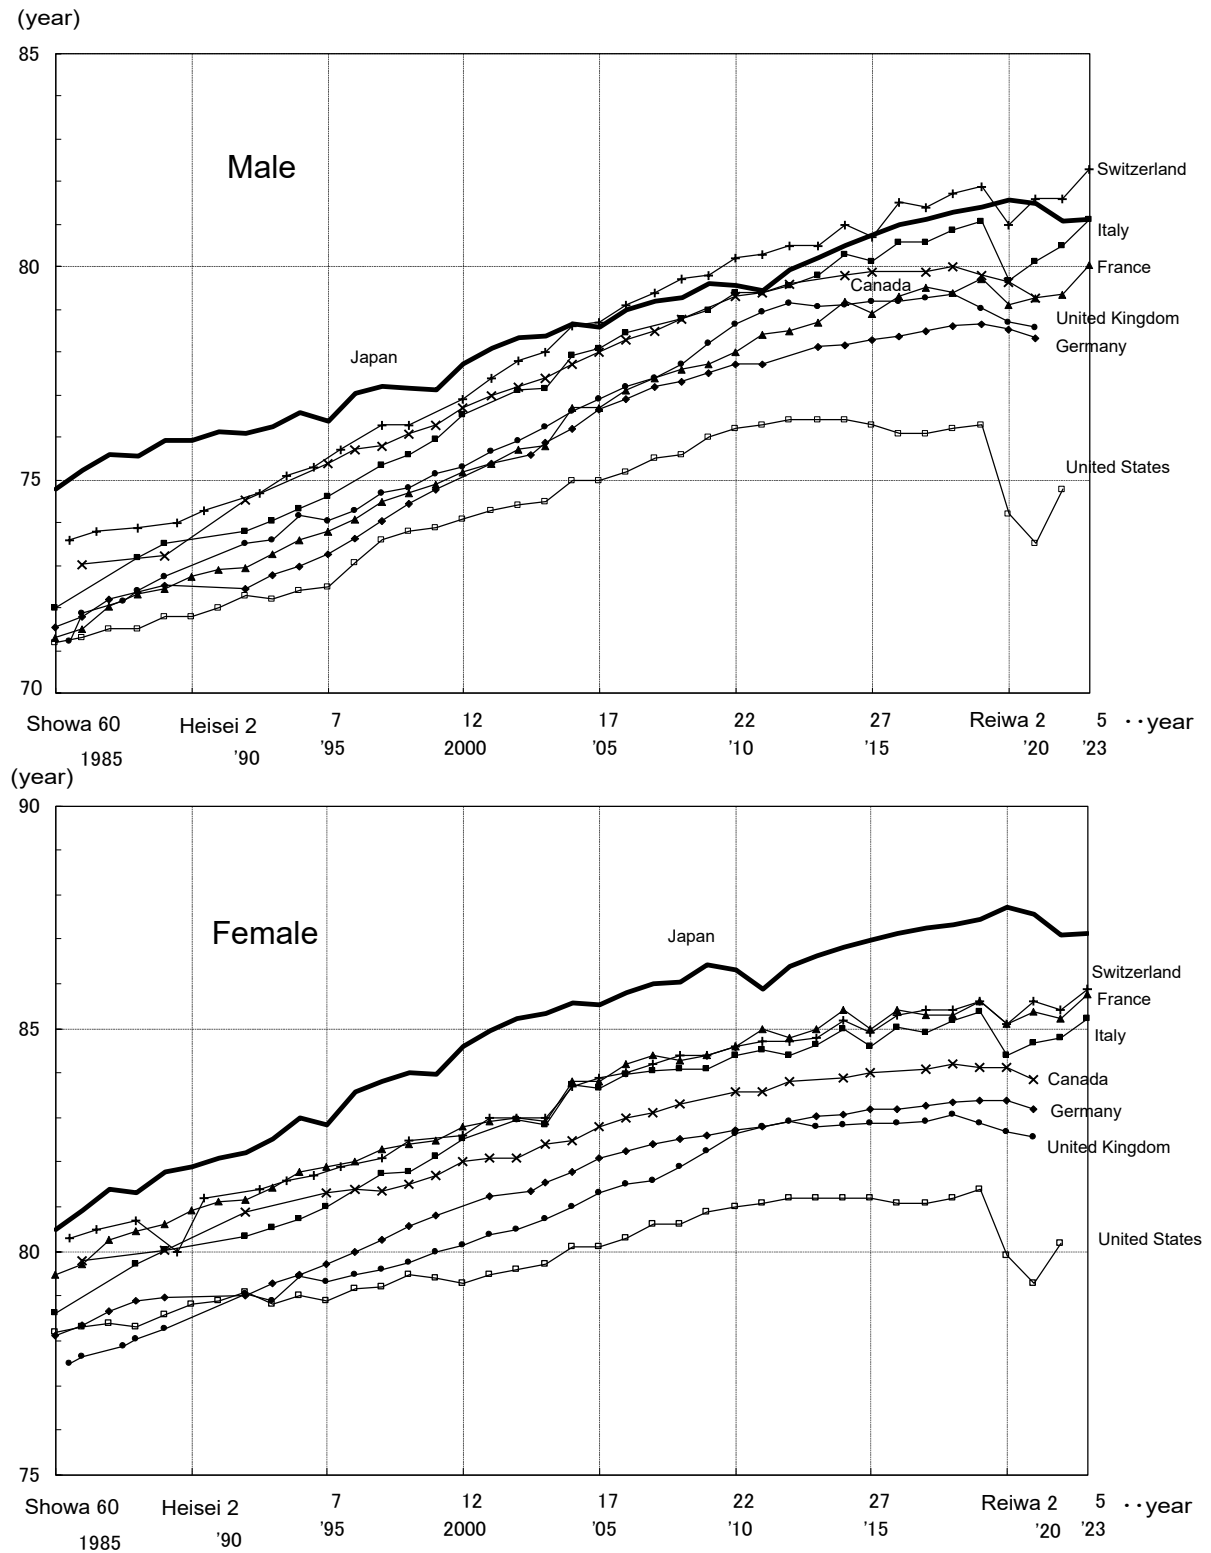 (year)
85
Male
Switzerland
Italy
80
France
Canada
United Kingdom
Japan
Germany
75
United States
70
Showa 60 Heisei 2 7 12 17 22 27 Reiwa 2 5 ‥year
1985 '90 '95 2000 '05 '10 '15 '20 '23
(year)
90
Female
Japan
Switzerland
France
85
Italy
Canada
Germany
United Kingdom
80
United States
75
Showa 60 Heisei 2 7 12 17 22 27 Reiwa 2 5 ‥year
1985 '90 '95 2000 '05 '10 '15 '20 '23